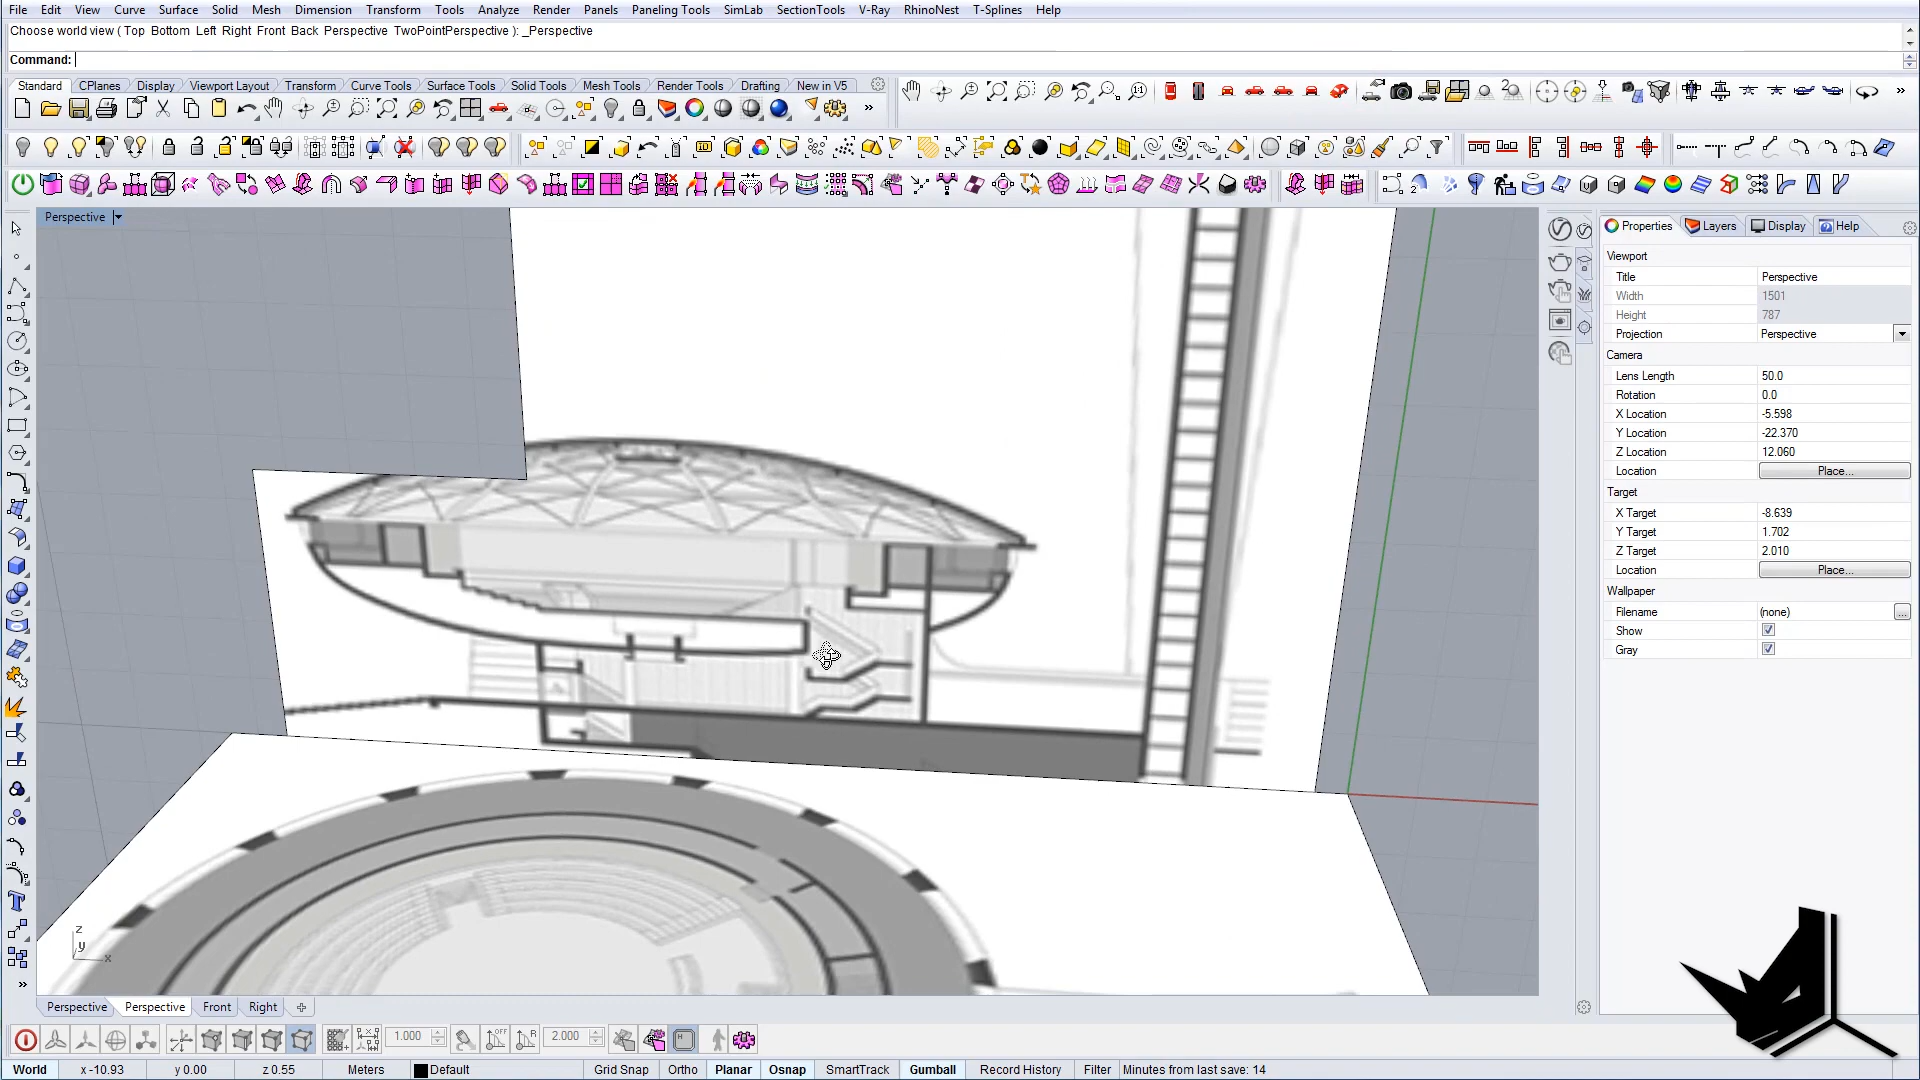 File Edit View Curve Surface Solid Mesh Dimension Transform Tools Analyze Render Panels Paneling Tools SimLab SectionTools V-Ray RhinoNest T-Splines Help
Choose world view ( Top Bottom Left Right Front Back Perspective TwoPointPerspective ): _Perspective
Command:
Standard CPlanes Display Viewport Layout Transform Curve Tools Surface Tools Solid Tools Mesh Tools Render Tools Drafting New in V5
Perspective
Properties Layers Display Help
Viewport
Title Perspective
Width 1501
Height 787
Projection Perspective
Camera
Lens Length 50.0
Rotation 0.0
X Location -5.598
Y Location -22.370
Z Location 12.060
Location Place...
Target
X Target -8.639
Y Target 1.702
Z Target 2.010
Location Place...
Wallpaper
Filename (none) ...
Show
Gray
z
y
x
Perspective Perspective Front Right
1.000 2.000
World x -10.93 y 0.00 z 0.55 Meters Default Grid Snap Ortho Planar Osnap SmartTrack Gumball Record History Filter Minutes from last save: 14